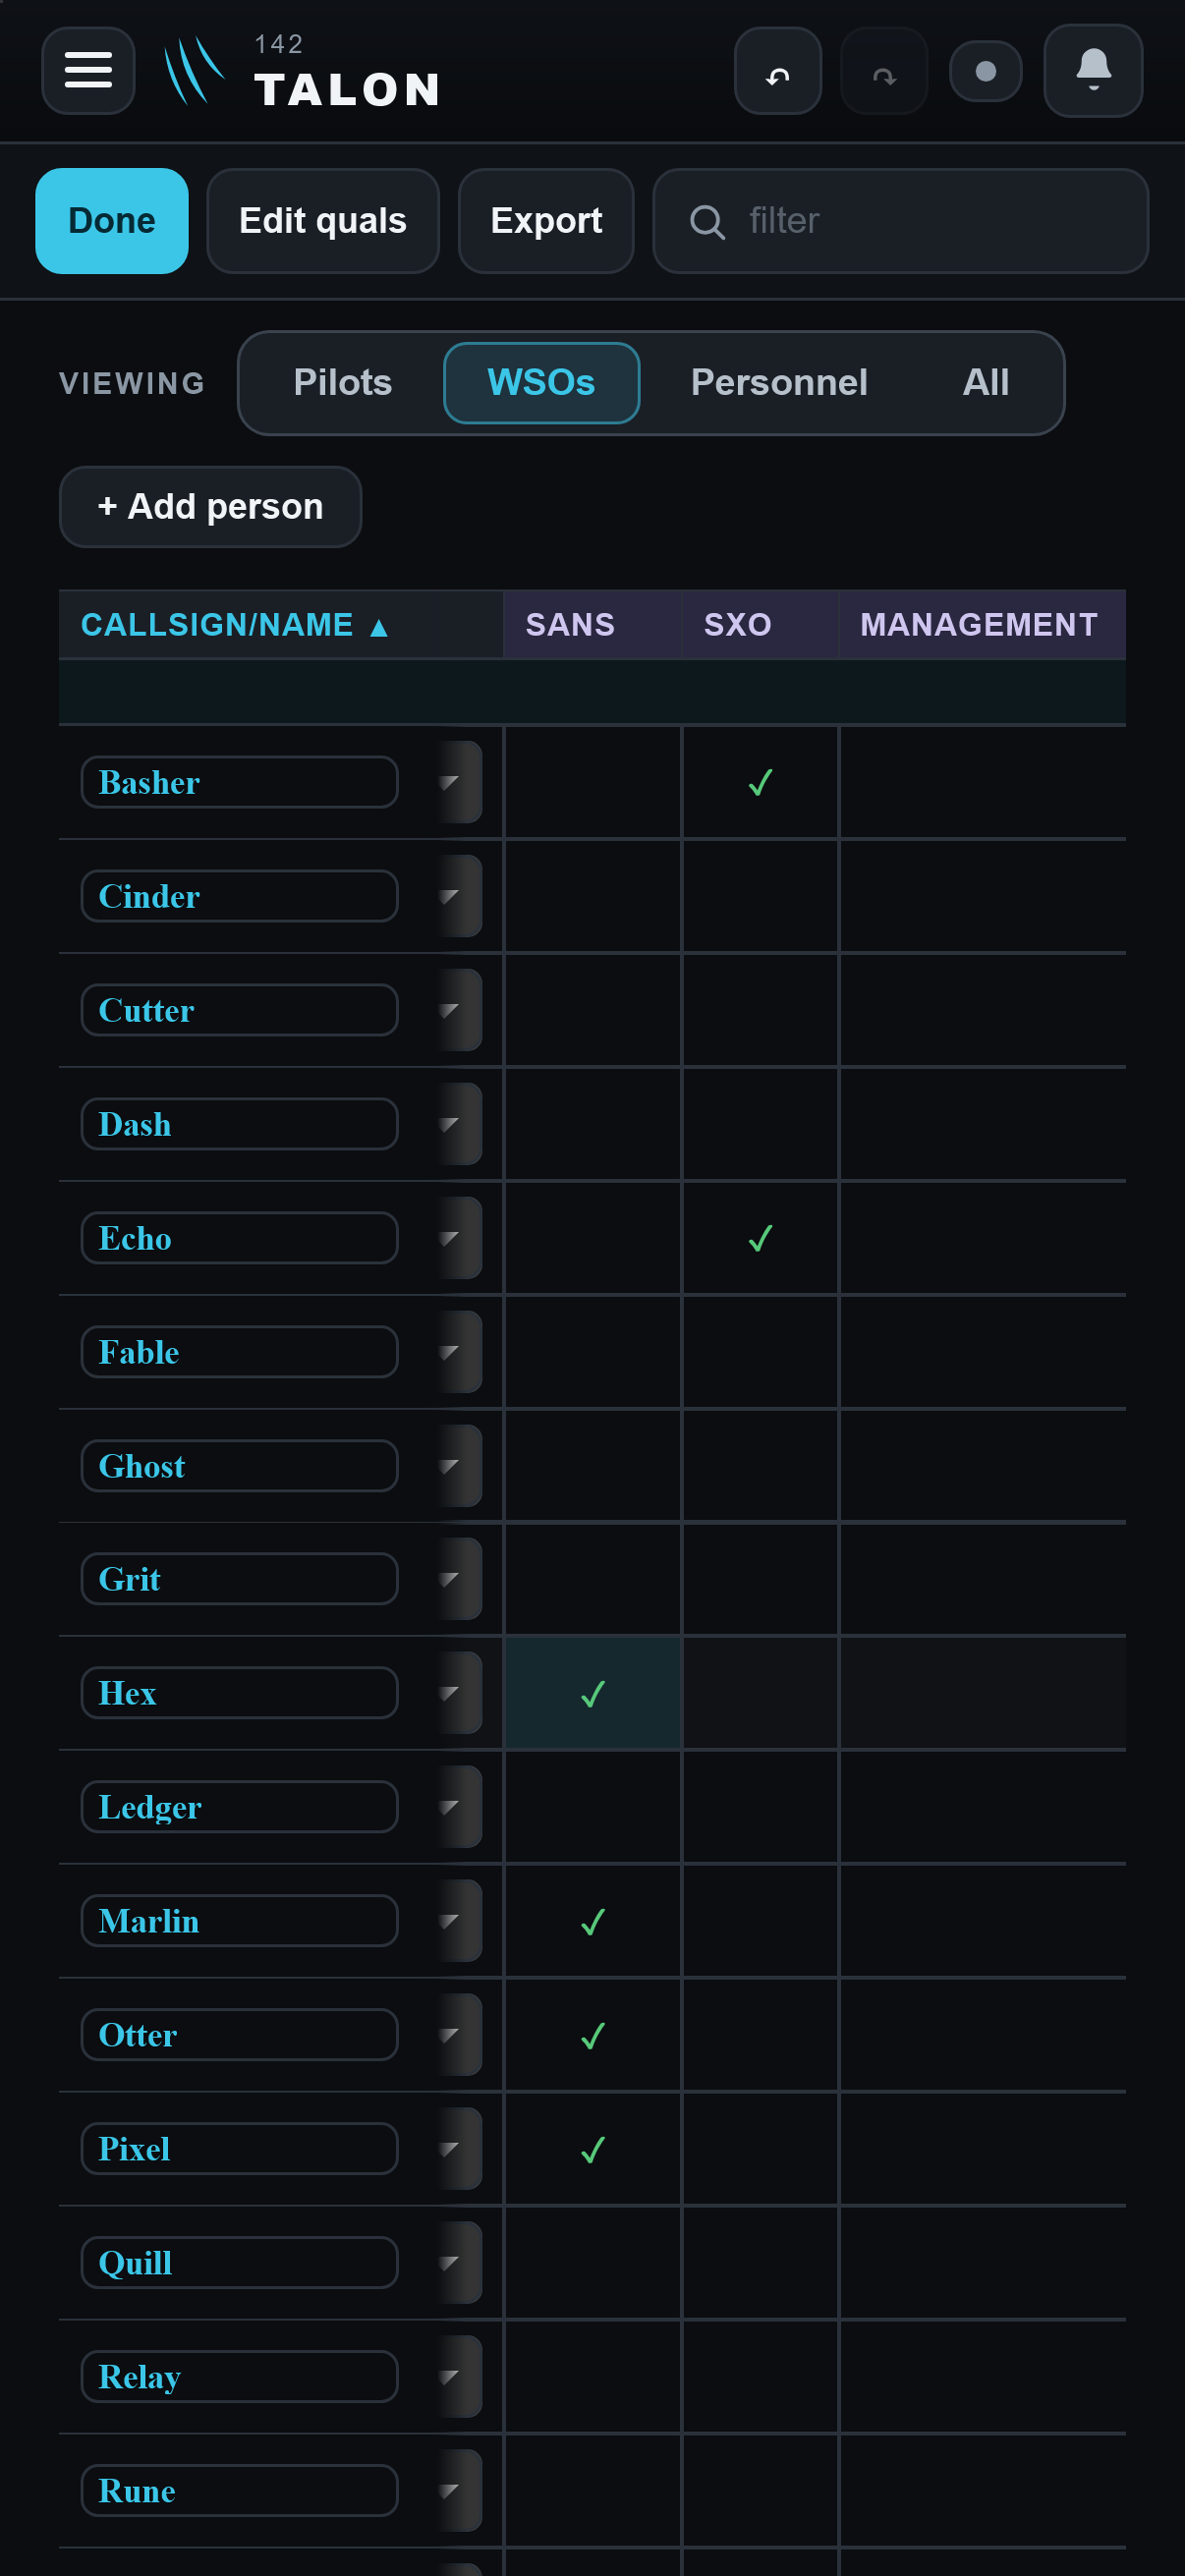 142
TALON
Done Edit quals Export filter
VIEWING Pilots WSOs Personnel All
+ Add person
CALLSIGN/NAME ▲ SANS SXO MANAGEMENT
Basher ✓
Cinder
Cutter
Dash
Echo ✓
Fable
Ghost
Grit
Hex ✓
Ledger
Marlin ✓
Otter ✓
Pixel ✓
Quill
Relay
Rune